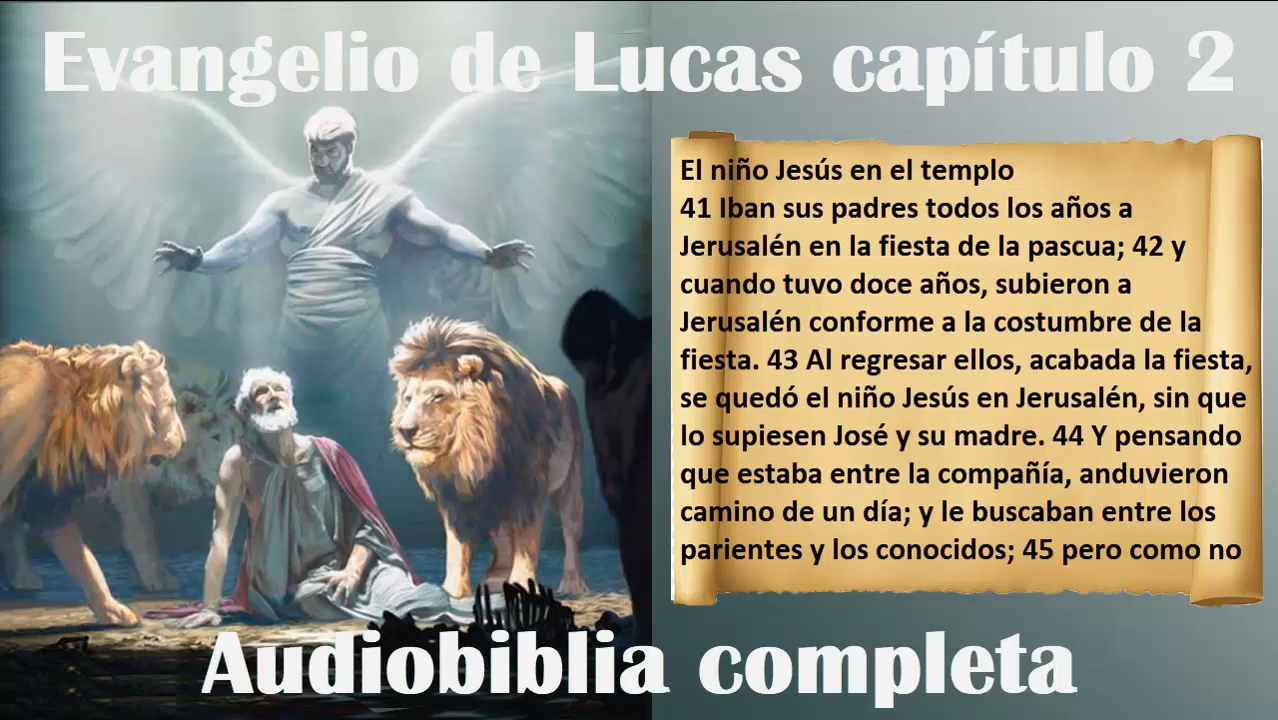 Evangelio de Lucas capítulo 2
El niño Jesús en el templo
41 Iban sus padres todos los años a
Jerusalén en la fiesta de la pascua; 42 y
cuando tuvo doce años, subieron a
Jerusalén conforme a la costumbre de la
fiesta. 43 Al regresar ellos, acabada la fiesta,
se quedó el niño Jesús en Jerusalén, sin que
lo supiesen José y su madre. 44 Y pensando
que estaba entre la compañía, anduvieron
camino de un día; y le buscaban entre los
parientes y los conocidos; 45 pero como no
Audiobiblia completa